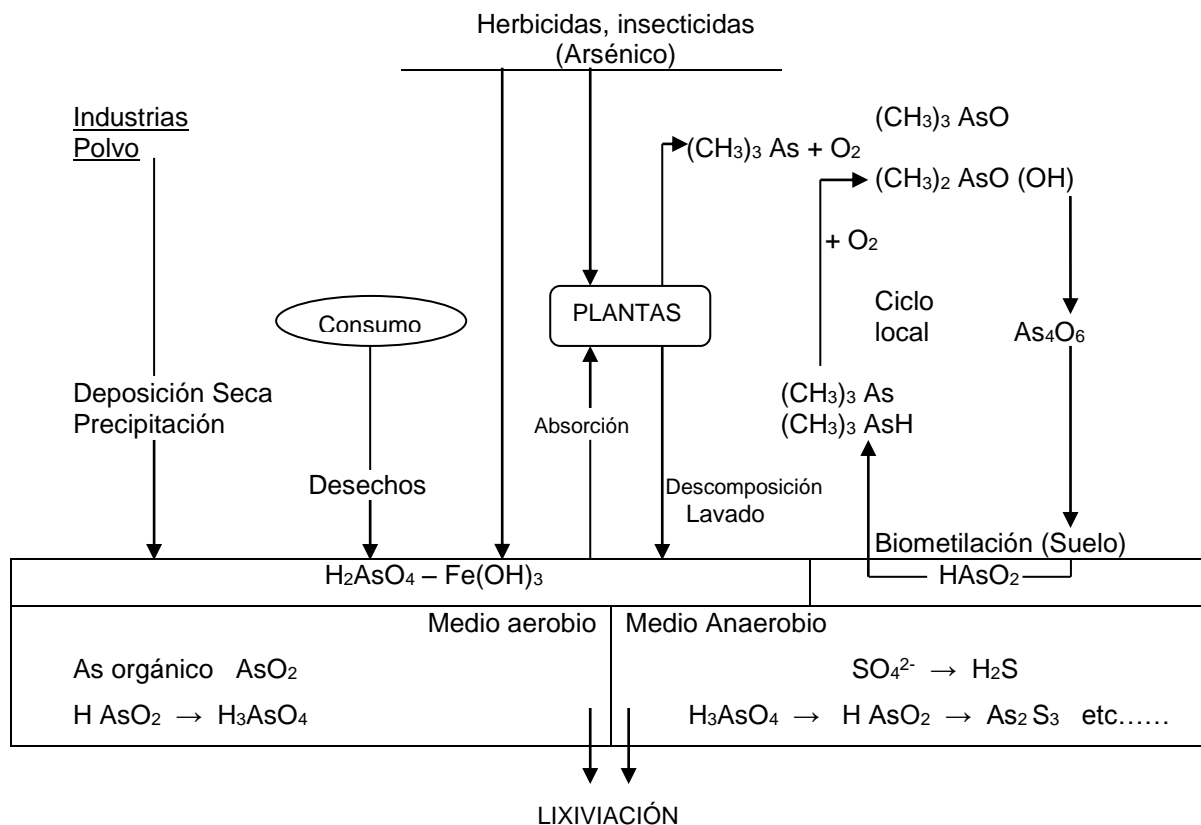 Herbicidas, insecticidas
(Arsénico)
Industrias
Polvo
(CH₃)₃ AsO
(CH₃)₃ As + O₂
(CH₃)₂ AsO (OH)
+ O₂
Consumo
PLANTAS
Ciclo
local
As₄O₆
Deposición Seca
Precipitación
(CH₃)₃ As
(CH₃)₃ AsH
Absorción
Desechos
Descomposición
Lavado
Biometilación (Suelo)
H₂AsO₄ – Fe(OH)₃
HAsO₂
Medio aerobio
Medio Anaerobio
As orgánico AsO₂
SO₄²⁻ → H₂S
H AsO₂ → H₃AsO₄
H₃AsO₄ → H AsO₂ → As₂ S₃ etc……
LIXIVIACIÓN